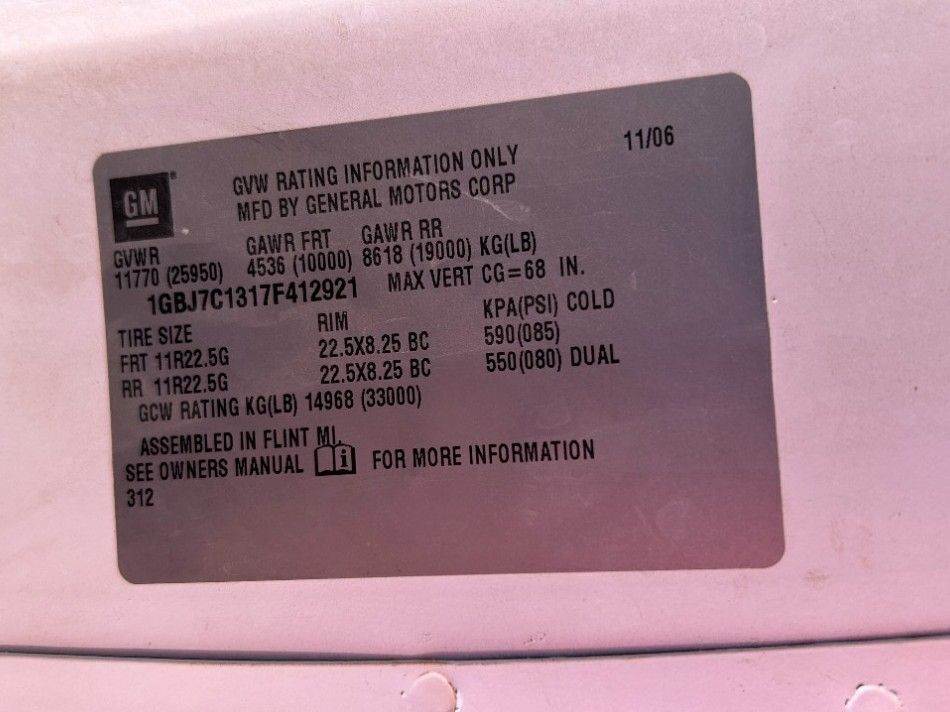 11/06
GM
GVW RATING INFORMATION ONLY
MFD BY GENERAL MOTORS CORP
GVWR GAWR FRT GAWR RR
11770 (25950) 4536 (10000) 8618 (19000) KG(LB)
1GBJ7C1317F412921 MAX VERT CG=68 IN.
TIRE SIZE RIM KPA(PSI) COLD
FRT 11R22.5G 22.5X8.25 BC 590(085)
RR 11R22.5G 22.5X8.25 BC 550(080) DUAL
GCW RATING KG(LB) 14968 (33000)
ASSEMBLED IN FLINT MI.
SEE OWNERS MANUAL i FOR MORE INFORMATION
312